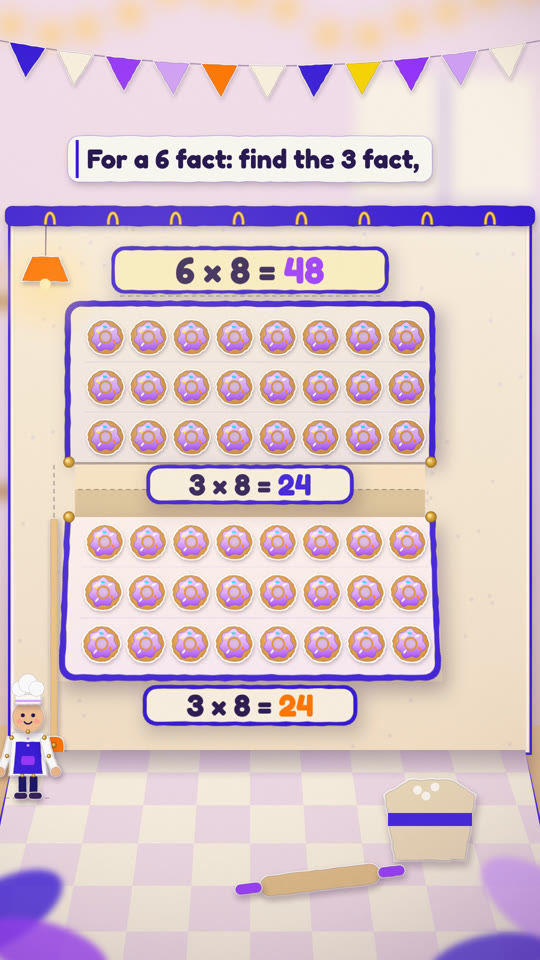 For a 6 fact: find the 3 fact,
6 × 8 = 48
3 × 8 = 24
3 × 8 = 24